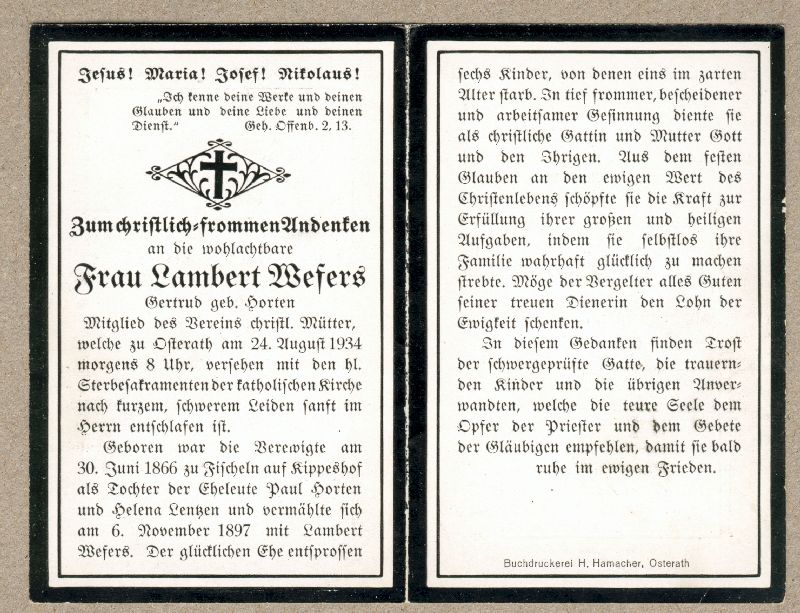 Jesus! Maria! Josef! Nikolaus!
„Ich kenne deine Werke und deinen
Glauben und deine Liebe und deinen
Dienst." Geh. Offenb. 2, 13.
Zum christlich-frommen Andenken
an die wohlachtbare
Frau Lambert Wefers
Gertrud geb. Horten
Mitglied des Vereins christl. Mütter,
welche zu Osterath am 24. August 1934
morgens 8 Uhr, versehen mit den hl.
Sterbesakramenten der katholischen Kirche
nach kurzem, schwerem Leiden sanft im
Herrn entschlafen ist.
Geboren war die Verewigte am
30. Juni 1866 zu Fischeln auf Kippeshof
als Tochter der Eheleute Paul Horten
und Helena Lentzen und vermählte sich
am 6. November 1897 mit Lambert
Wefers. Der glücklichen Ehe entsprossen
sechs Kinder, von denen eins im zarten
Alter starb. In tief frommer, bescheidener
und arbeitsamer Gesinnung diente sie
als christliche Gattin und Mutter Gott
und den Ihrigen. Aus dem festen
Glauben an den ewigen Wert des
Christenlebens schöpfte sie die Kraft zur
Erfüllung ihrer großen und heiligen
Aufgaben, indem sie selbstlos ihre
Familie wahrhaft glücklich zu machen
strebte. Möge der Vergelter alles Guten
seiner treuen Dienerin den Lohn der
Ewigkeit schenken.
In diesem Gedanken finden Trost
der schwergeprüfte Gatte, die trauern-
den Kinder und die übrigen Anver-
wandten, welche die teure Seele dem
Opfer der Priester und dem Gebete
der Gläubigen empfehlen, damit sie bald
ruhe im ewigen Frieden.
Buchdruckerei H. Hamacher, Osterath